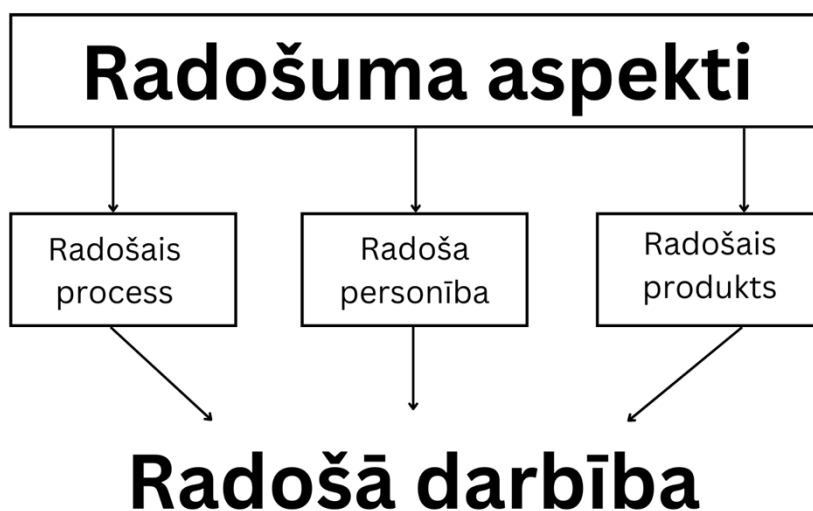 Radošuma aspekti
Radošais
process
Radoša
personība
Radošais
produkts
Radošā darbība